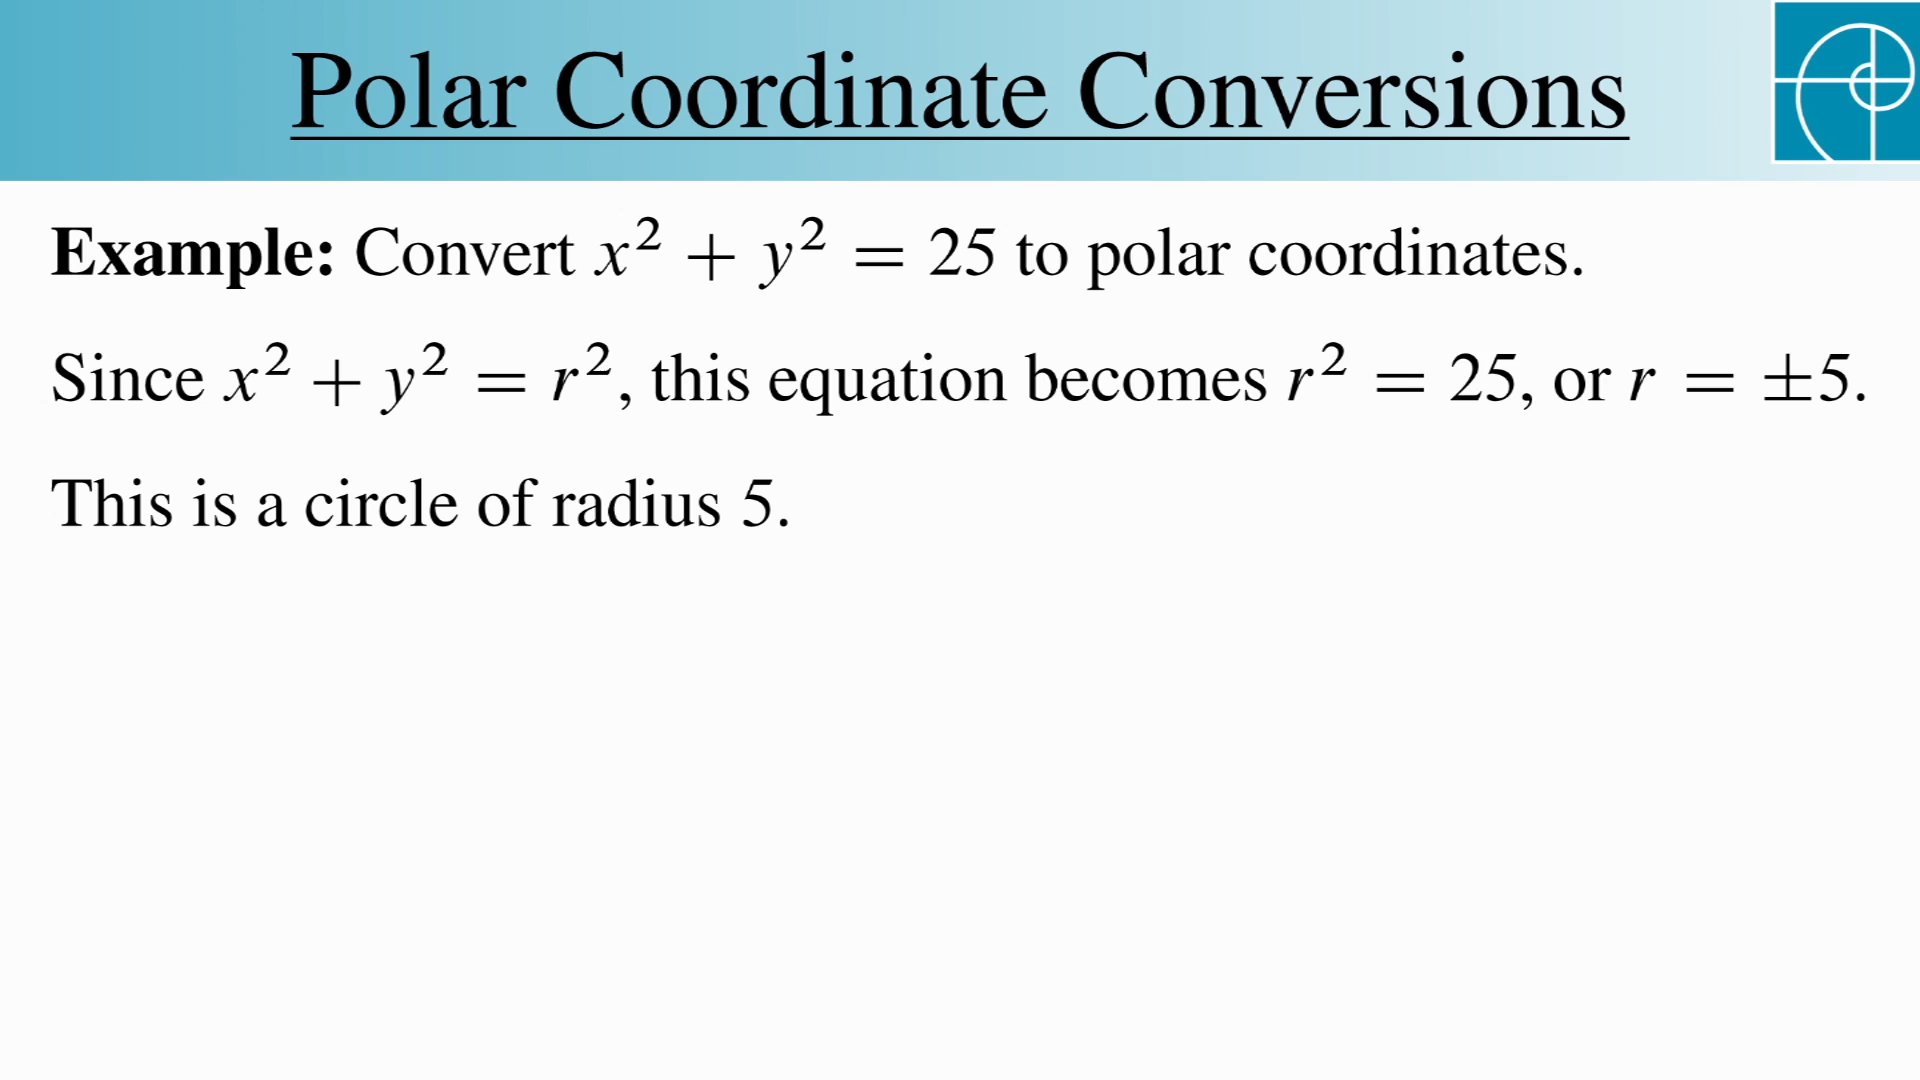 Polar Coordinate Conversions
Example: Convert x² + y² = 25 to polar coordinates.
Since x² + y² = r², this equation becomes r² = 25, or r = ±5.
This is a circle of radius 5.